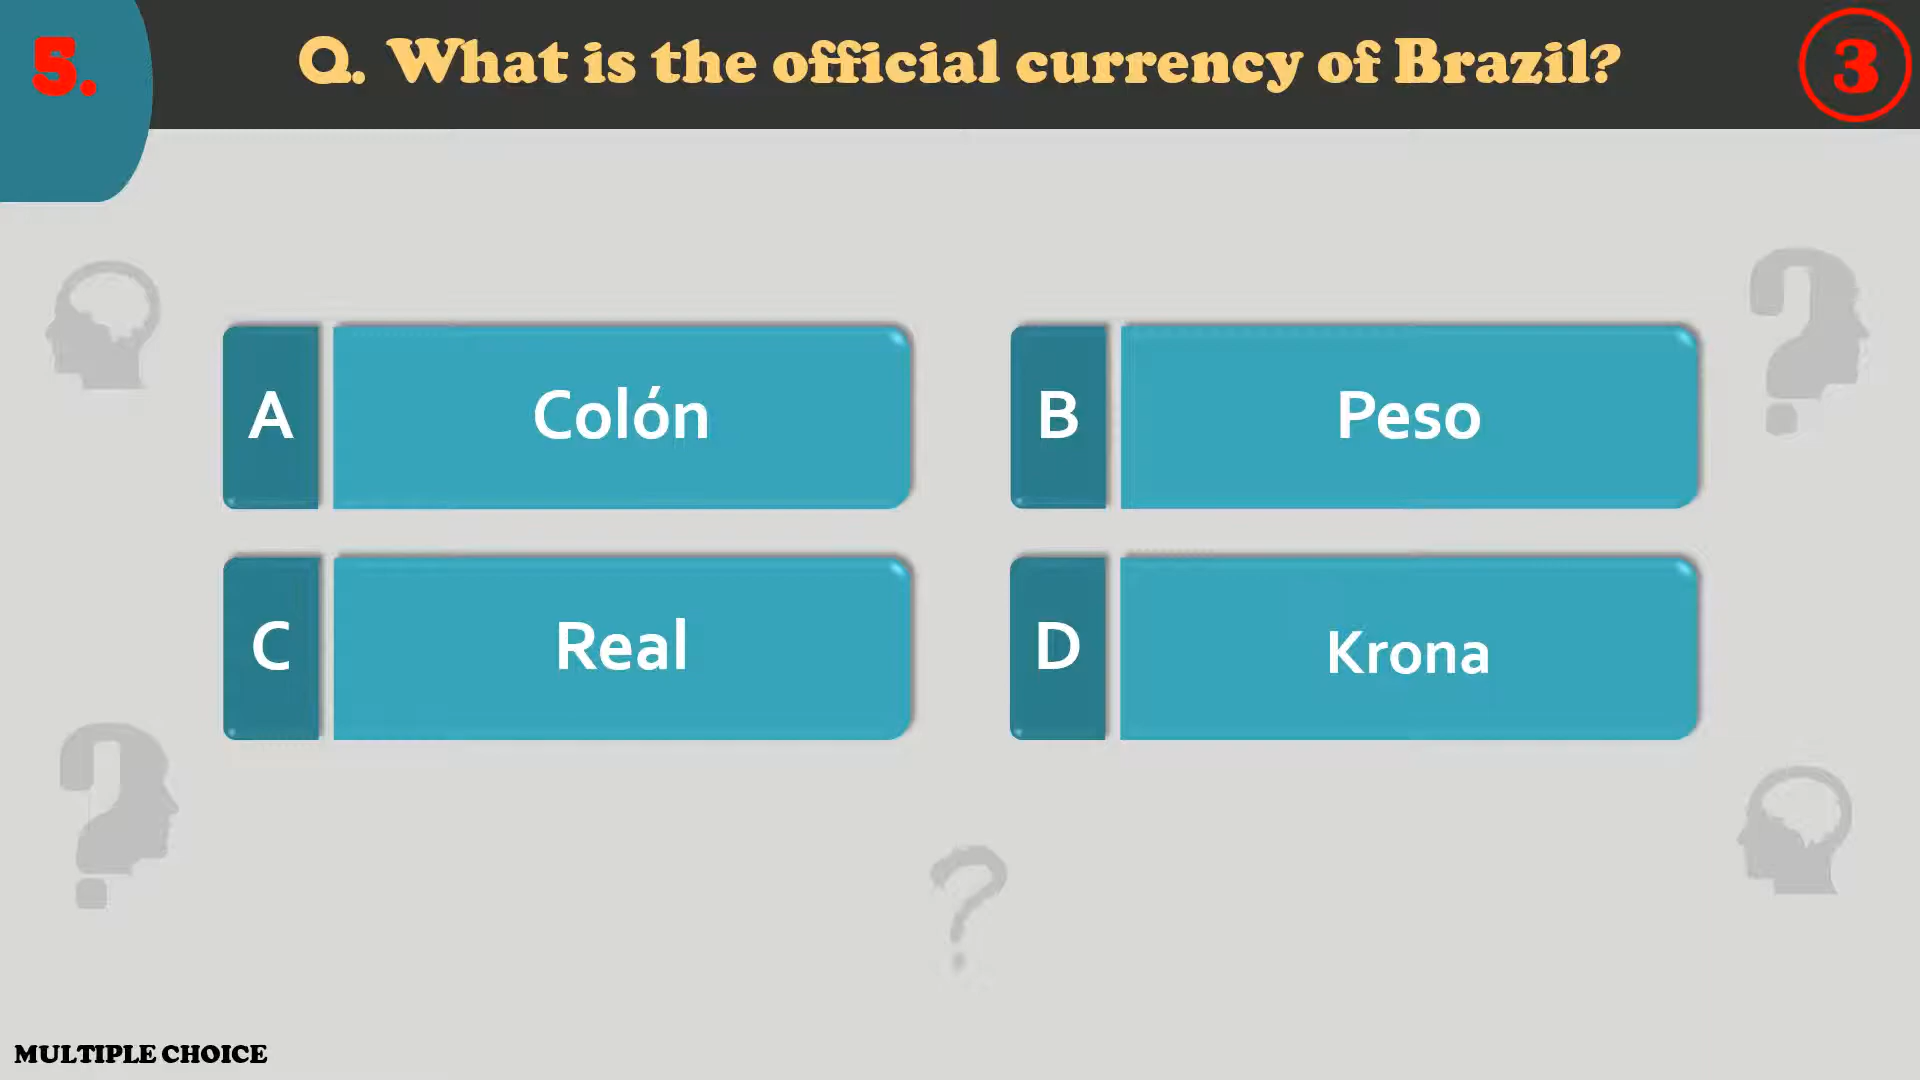 5.
Q. What is the official currency of Brazil?
3
A Colón
B Peso
C Real
D Krona
MULTIPLE CHOICE